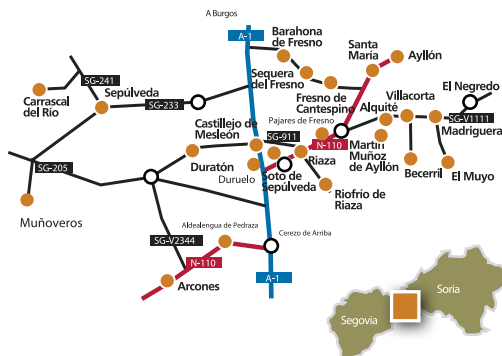 A Burgos
A-1
Barahona
de Fresno
Santa
María
Ayllón
N-110
SG-241
Sequera
del Fresno
Carrascal
del Río
Sepúlveda
SG-233
Fresno de
Cantespino
Villacorta
El Negredo
Pajares de Fresno
Alquité
SG-V1111
Castillejo de
Mesleón
SG-911
Madriguera
N-110
Martín
Muñoz
de Ayllón
Riaza
SG-205
Duratón
Soto de
Sepúlveda
Becerril
El Muyo
Duruelo
Riofrío de
Riaza
Muñoveros
Aldealengua de Pedraza
Cerezo de Arriba
SG-V2344
N-110
A-1
Arcones
Soria
Segovia